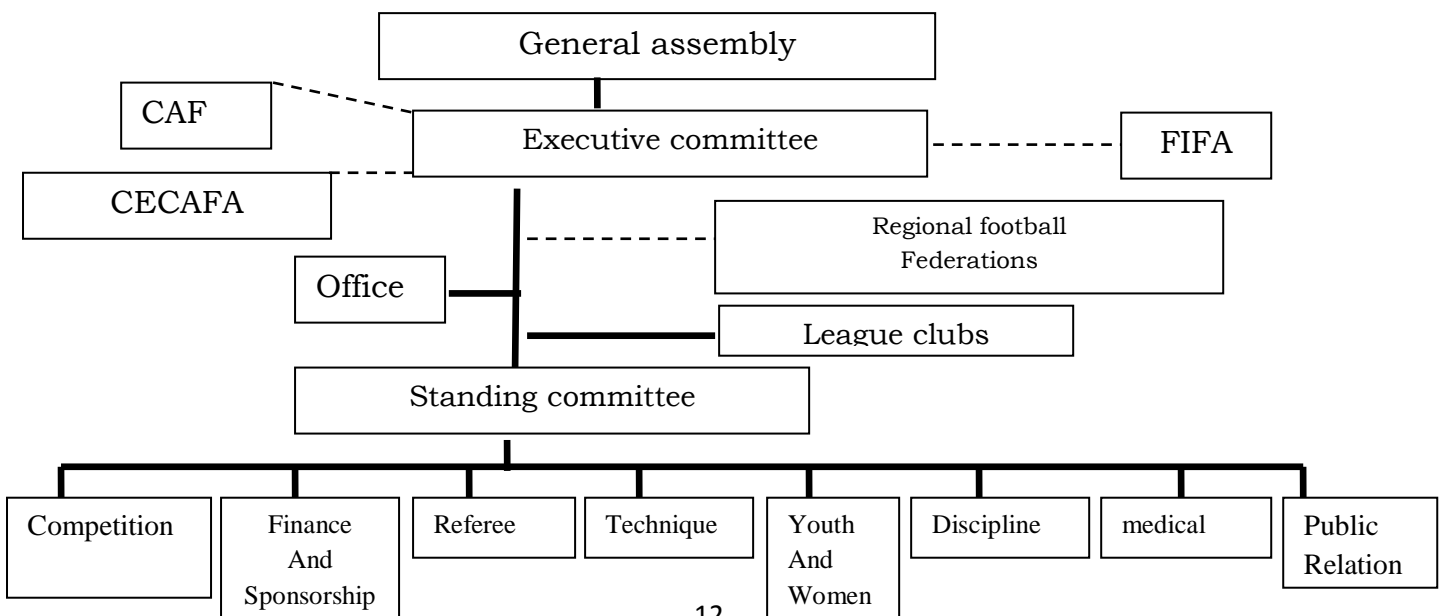 General assembly
CAF
Executive committee
FIFA
CECAFA
Regional football
Federations
Office
League clubs
Standing committee
Competition
Finance
And
Sponsorship
Referee
Technique
Youth
And
Women
Discipline
medical
Public
Relation
12